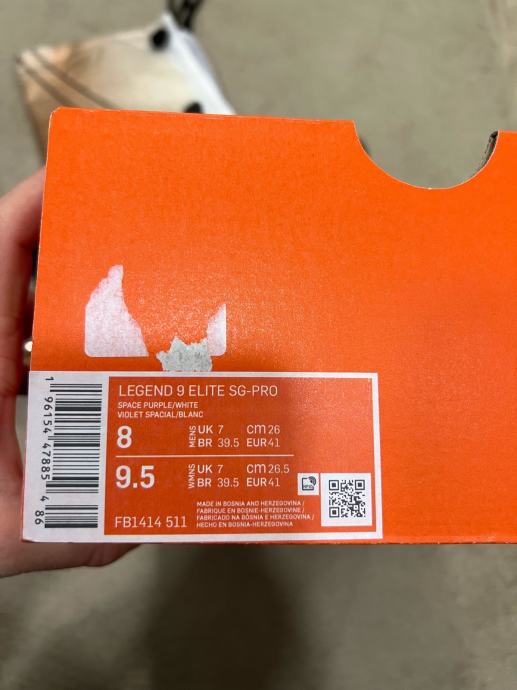 LEGEND 9 ELITE SG-PRO
SPACE PURPLE/WHITE
VIOLET SPACIAL/BLANC
8 MENS UK 7 cm 26
BR 39.5 EUR 41
9.5 WMNS UK 7 cm 26.5
BR 39.5 EUR 41
FB1414 511
MADE IN BOSNIA AND HERZEGOVINA /
FABRIQUE EN BOSNIE-HERZEGOVINE /
FABRICADO NA BÓSNIA E HERZEGOVINA /
HECHO EN BOSNIA-HERZEGOVINA
1 96154 47885 4 86